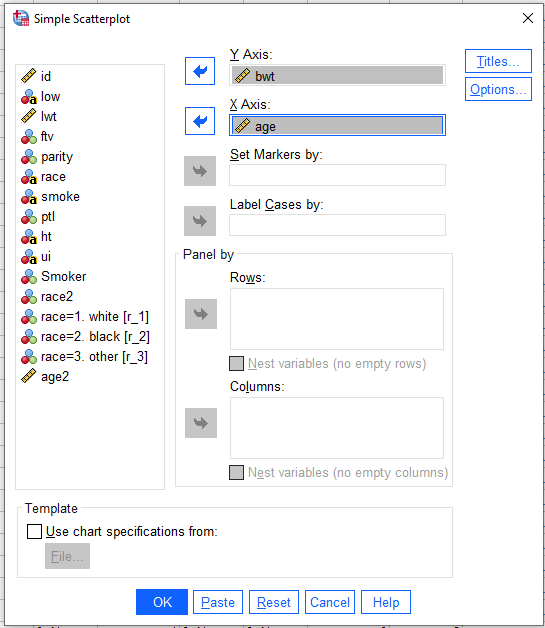 Simple Scatterplot
id
low
lwt
ftv
parity
race
smoke
ptl
ht
ui
Smoker
race2
race=1. white [r_1]
race=2. black [r_2]
race=3. other [r_3]
age2
Y Axis:
bwt
X Axis:
age
Set Markers by:
Label Cases by:
Panel by
Rows:
Nest variables (no empty rows)
Columns:
Nest variables (no empty columns)
Titles...
Options...
Template
Use chart specifications from:
File...
OK Paste Reset Cancel Help